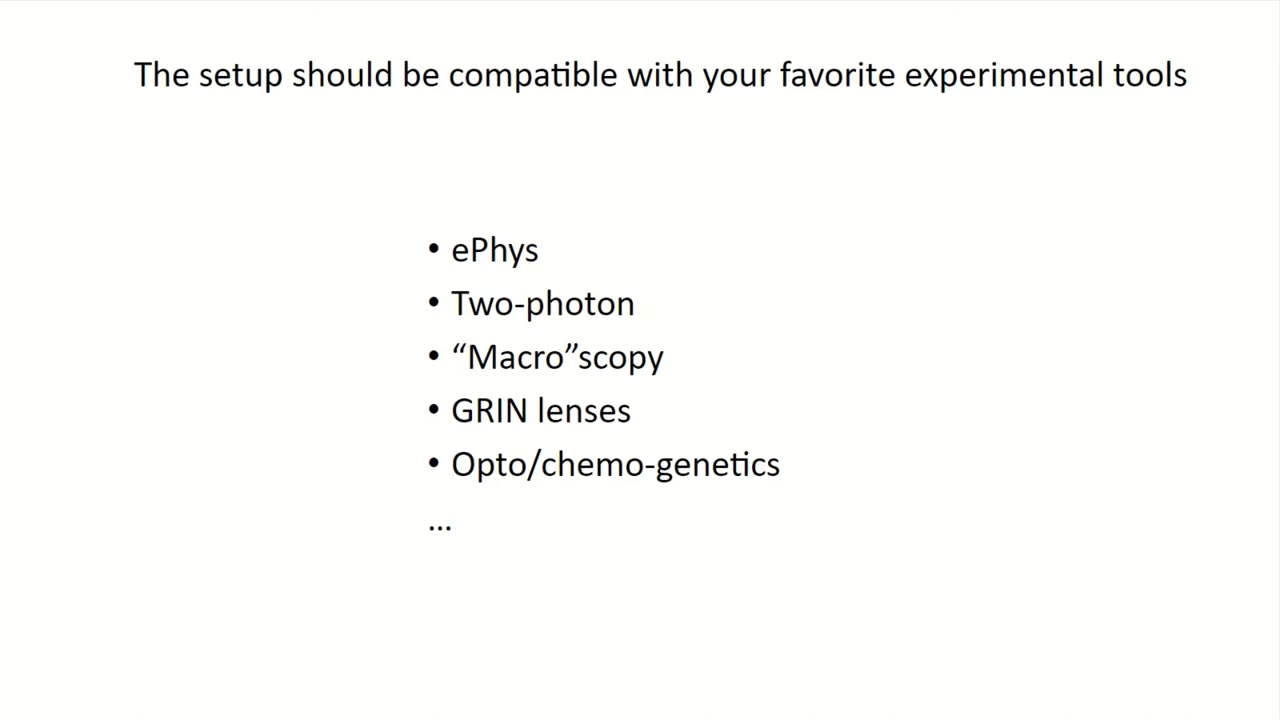 The setup should be compatible with your favorite experimental tools
• ePhys
• Two-photon
• “Macro”scopy
• GRIN lenses
• Opto/chemo-genetics
...